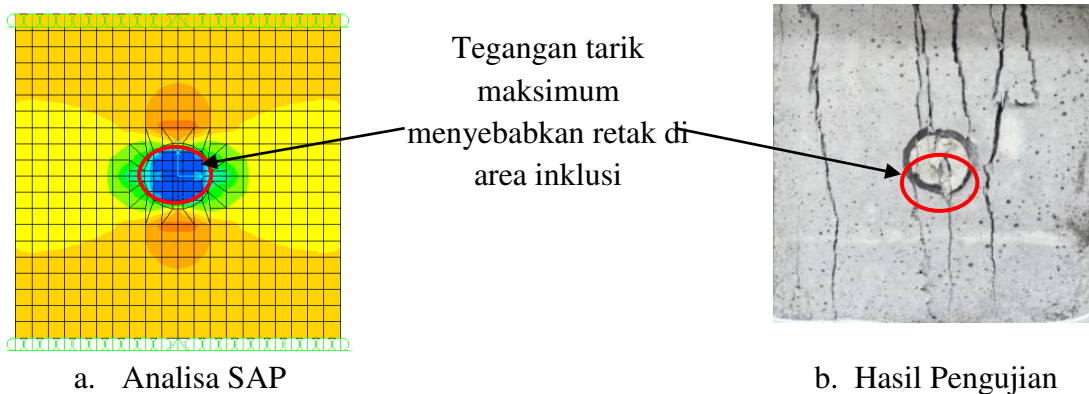 Tegangan tarik
maksimum
menyebabkan retak di
area inklusi
a. Analisa SAP
b. Hasil Pengujian